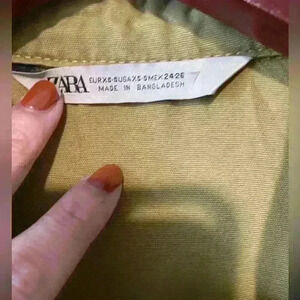 ZARA
EUR XS-S USA XS-S MEX 24-26
MADE IN BANGLADESH